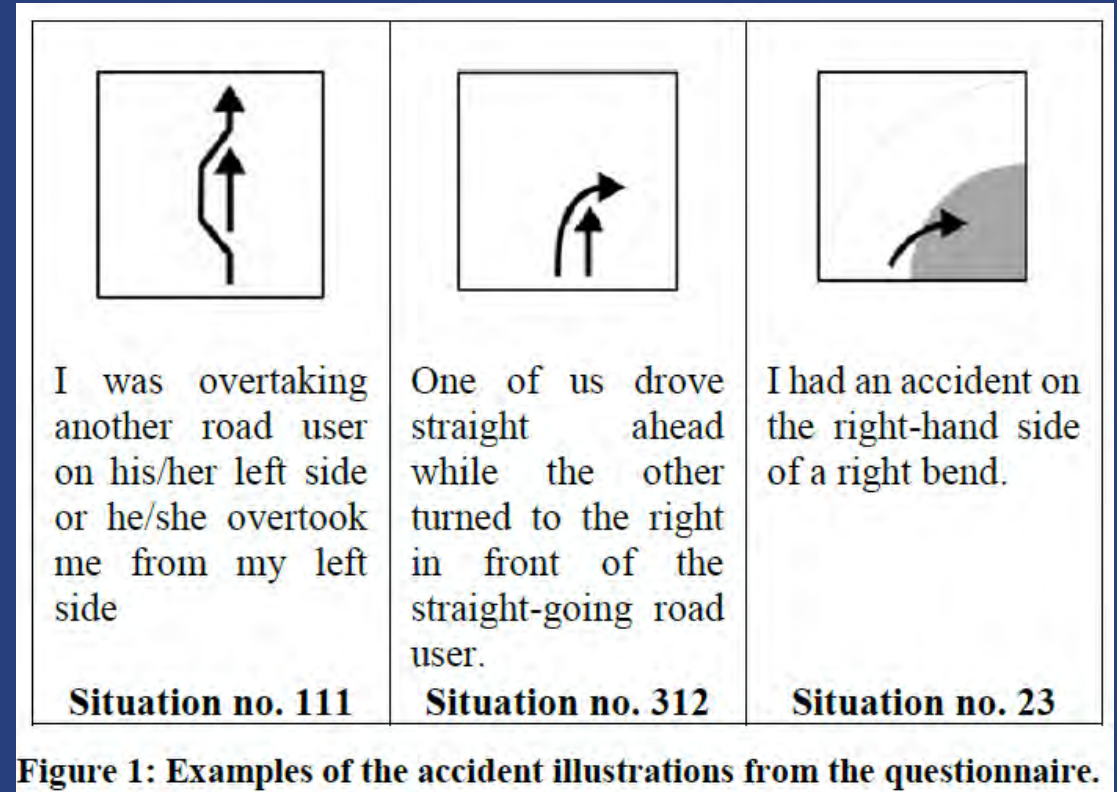 I was overtaking
another road user
on his/her left side
or he/she overtook
me from my left
side
Situation no. 111
One of us drove
straight ahead
while the other
turned to the right
in front of the
straight-going road
user.
Situation no. 312
I had an accident on
the right-hand side
of a right bend.
Situation no. 23
Figure 1: Examples of the accident illustrations from the questionnaire.